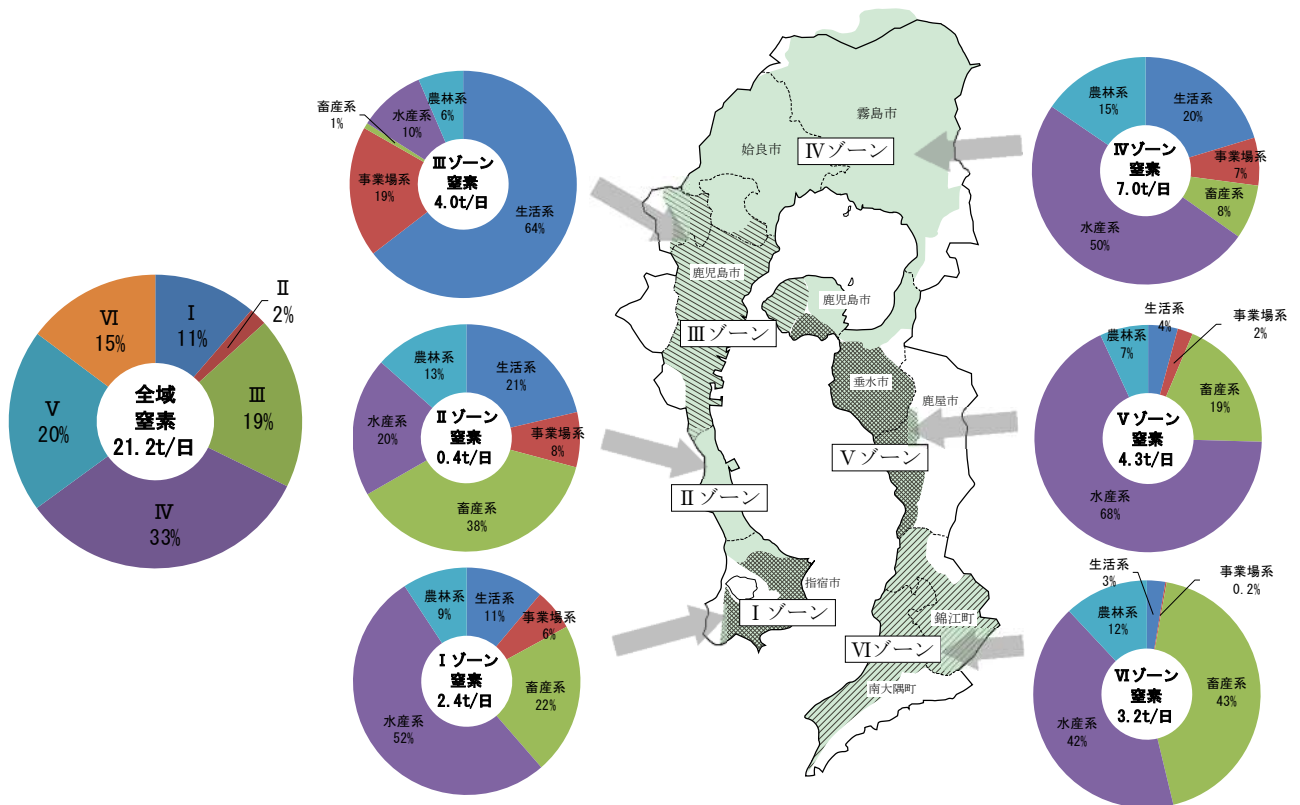 全域
窒素
21.2t/日
Ⅰ
11%
Ⅱ
2%
Ⅲ
19%
Ⅳ
33%
Ⅴ
20%
Ⅵ
15%
Ⅲゾーン
窒素
4.0t/日
生活系
64%
事業場系
19%
畜産系
1%
水産系
10%
農林系
6%
Ⅱゾーン
窒素
0.4t/日
生活系
21%
事業場系
8%
畜産系
38%
水産系
20%
農林系
13%
Ⅰゾーン
窒素
2.4t/日
生活系
11%
事業場系
6%
畜産系
22%
水産系
52%
農林系
9%
霧島市
姶良市
Ⅳゾーン
鹿児島市
鹿児島市
Ⅲゾーン
垂水市
鹿屋市
Ⅴゾーン
Ⅱゾーン
指宿市
Ⅰゾーン
錦江町
Ⅵゾーン
南大隅町
Ⅳゾーン
窒素
7.0t/日
生活系
20%
事業場系
7%
畜産系
8%
水産系
50%
農林系
15%
Ⅴゾーン
窒素
4.3t/日
生活系
4%
事業場系
2%
畜産系
19%
水産系
68%
農林系
7%
Ⅵゾーン
窒素
3.2t/日
生活系
3%
事業場系
0.2%
畜産系
43%
水産系
42%
農林系
12%